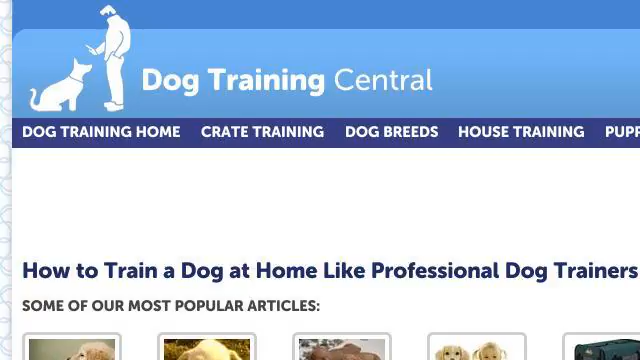 Dog Training Central
DOG TRAINING HOME CRATE TRAINING DOG BREEDS HOUSE TRAINING
How to Train a Dog at Home Like Professional Dog Trainers
SOME OF OUR MOST POPULAR ARTICLES: